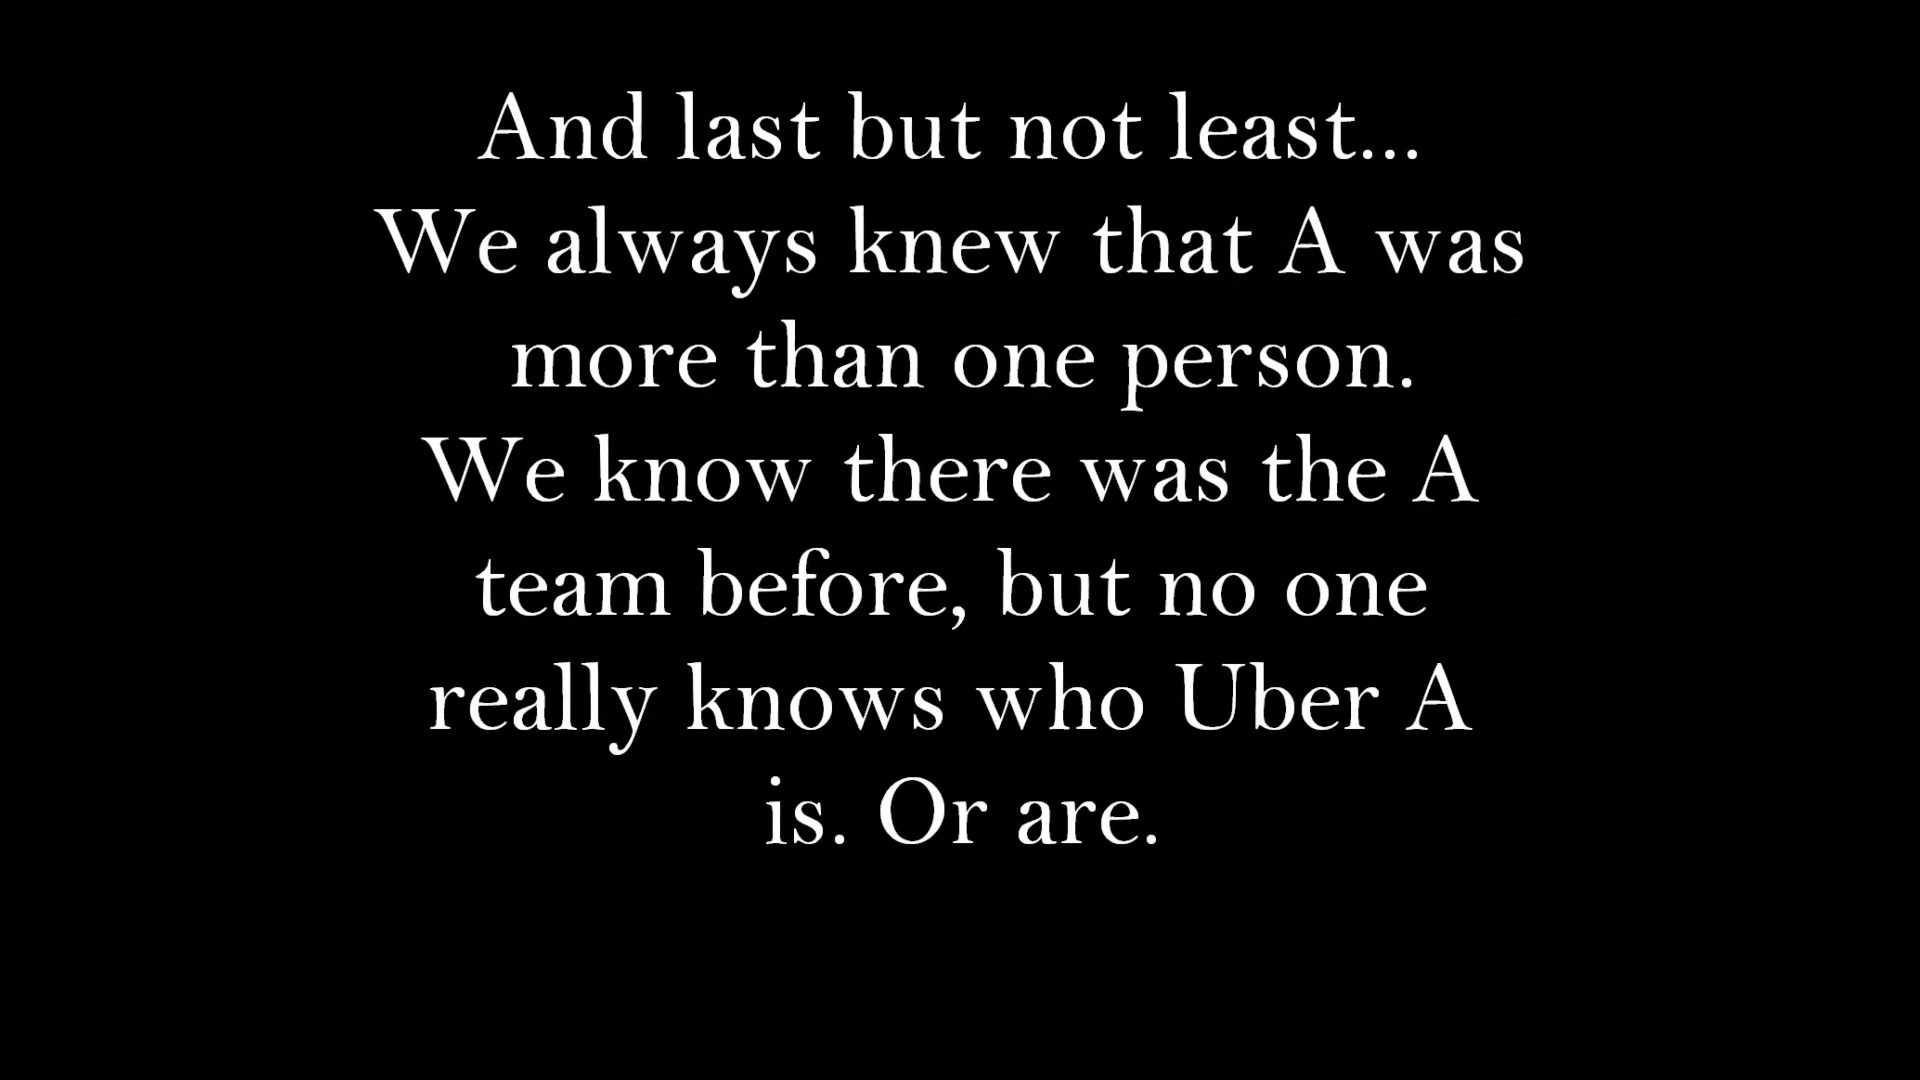 And last but not least...
We always knew that A was
more than one person.
We know there was the A
team before, but no one
really knows who Uber A
is. Or are.